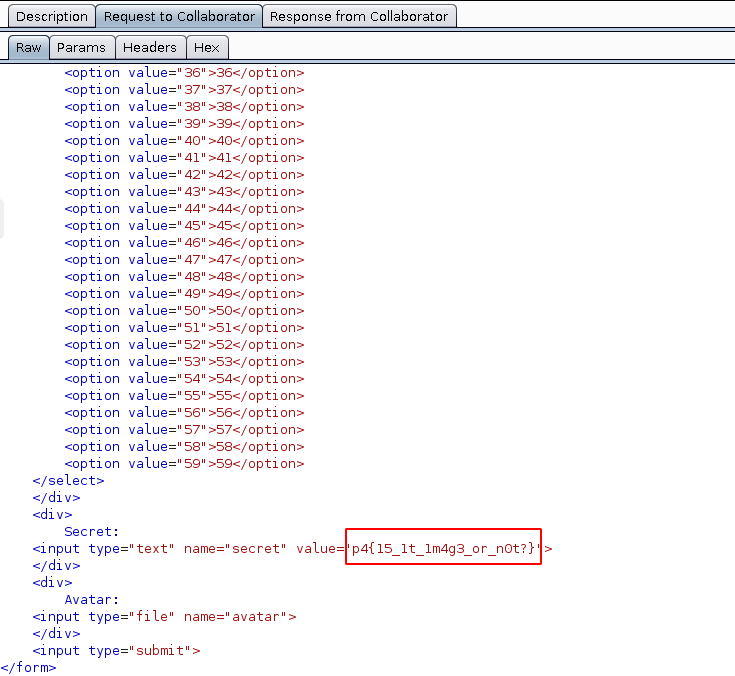 Description Request to Collaborator Response from Collaborator
Raw Params Headers Hex
<option value="36">36</option>
<option value="37">37</option>
<option value="38">38</option>
<option value="39">39</option>
<option value="40">40</option>
<option value="41">41</option>
<option value="42">42</option>
<option value="43">43</option>
<option value="44">44</option>
<option value="45">45</option>
<option value="46">46</option>
<option value="47">47</option>
<option value="48">48</option>
<option value="49">49</option>
<option value="50">50</option>
<option value="51">51</option>
<option value="52">52</option>
<option value="53">53</option>
<option value="54">54</option>
<option value="55">55</option>
<option value="56">56</option>
<option value="57">57</option>
<option value="58">58</option>
<option value="59">59</option>
</select>
</div>
<div>
Secret:
<input type="text" name="secret" value="p4{15_1t_1m4g3_or_n0t?}">
</div>
<div>
Avatar:
<input type="file" name="avatar">
</div>
<input type="submit">
</form>